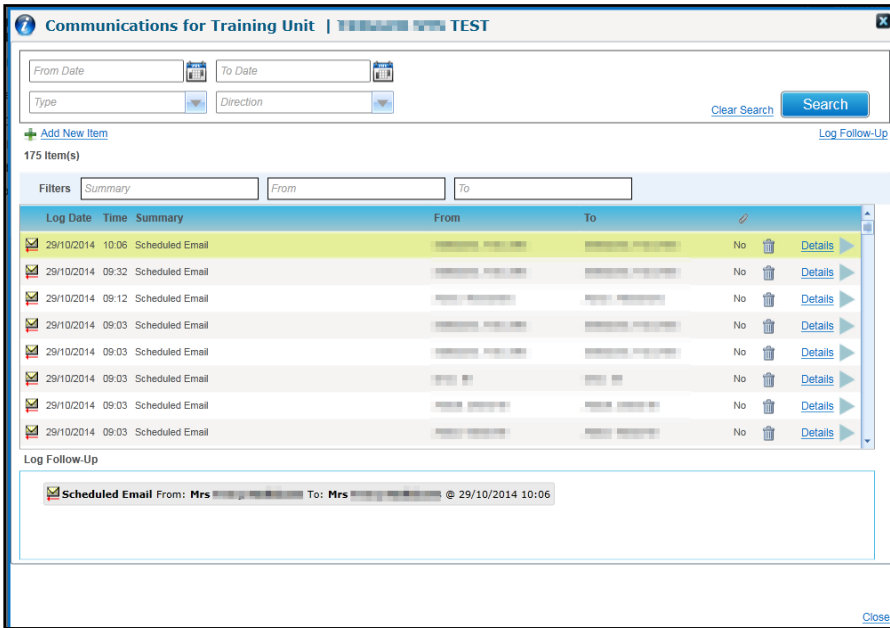 Communications for Training Unit | TEST
From Date To Date
Type Direction Clear Search Search
Add New Item Log Follow-Up
175 Item(s)
Filters Summary From To
Log Date Time Summary From To
29/10/2014 10:06 Scheduled Email No Details
29/10/2014 09:32 Scheduled Email No Details
29/10/2014 09:12 Scheduled Email No Details
29/10/2014 09:03 Scheduled Email No Details
29/10/2014 09:03 Scheduled Email No Details
29/10/2014 09:03 Scheduled Email No Details
29/10/2014 09:03 Scheduled Email No Details
29/10/2014 09:03 Scheduled Email No Details
Log Follow-Up
Scheduled Email From: Mrs To: Mrs @ 29/10/2014 10:06
Close